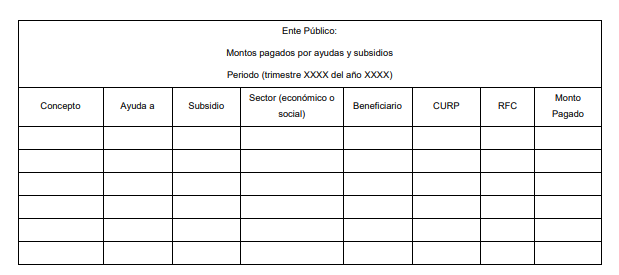 Ente Público:
Montos pagados por ayudas y subsidios
Periodo (trimestre XXXX del año XXXX)
Concepto
Ayuda a
Subsidio
Sector (económico o
social)
Beneficiario
CURP
RFC
Monto
Pagado